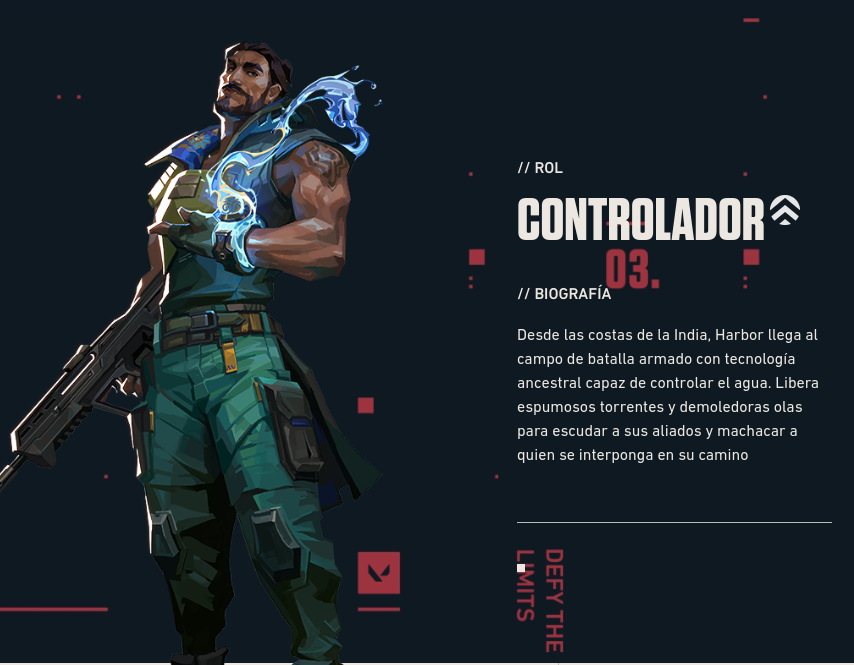 // ROL
CONTROLADOR
03.
// BIOGRAFÍA
Desde las costas de la India, Harbor llega al
campo de batalla armado con tecnología
ancestral capaz de controlar el agua. Libera
espumosos torrentes y demoledoras olas
para escudar a sus aliados y machacar a
quien se interponga en su camino
DEFY THE
LIMITS